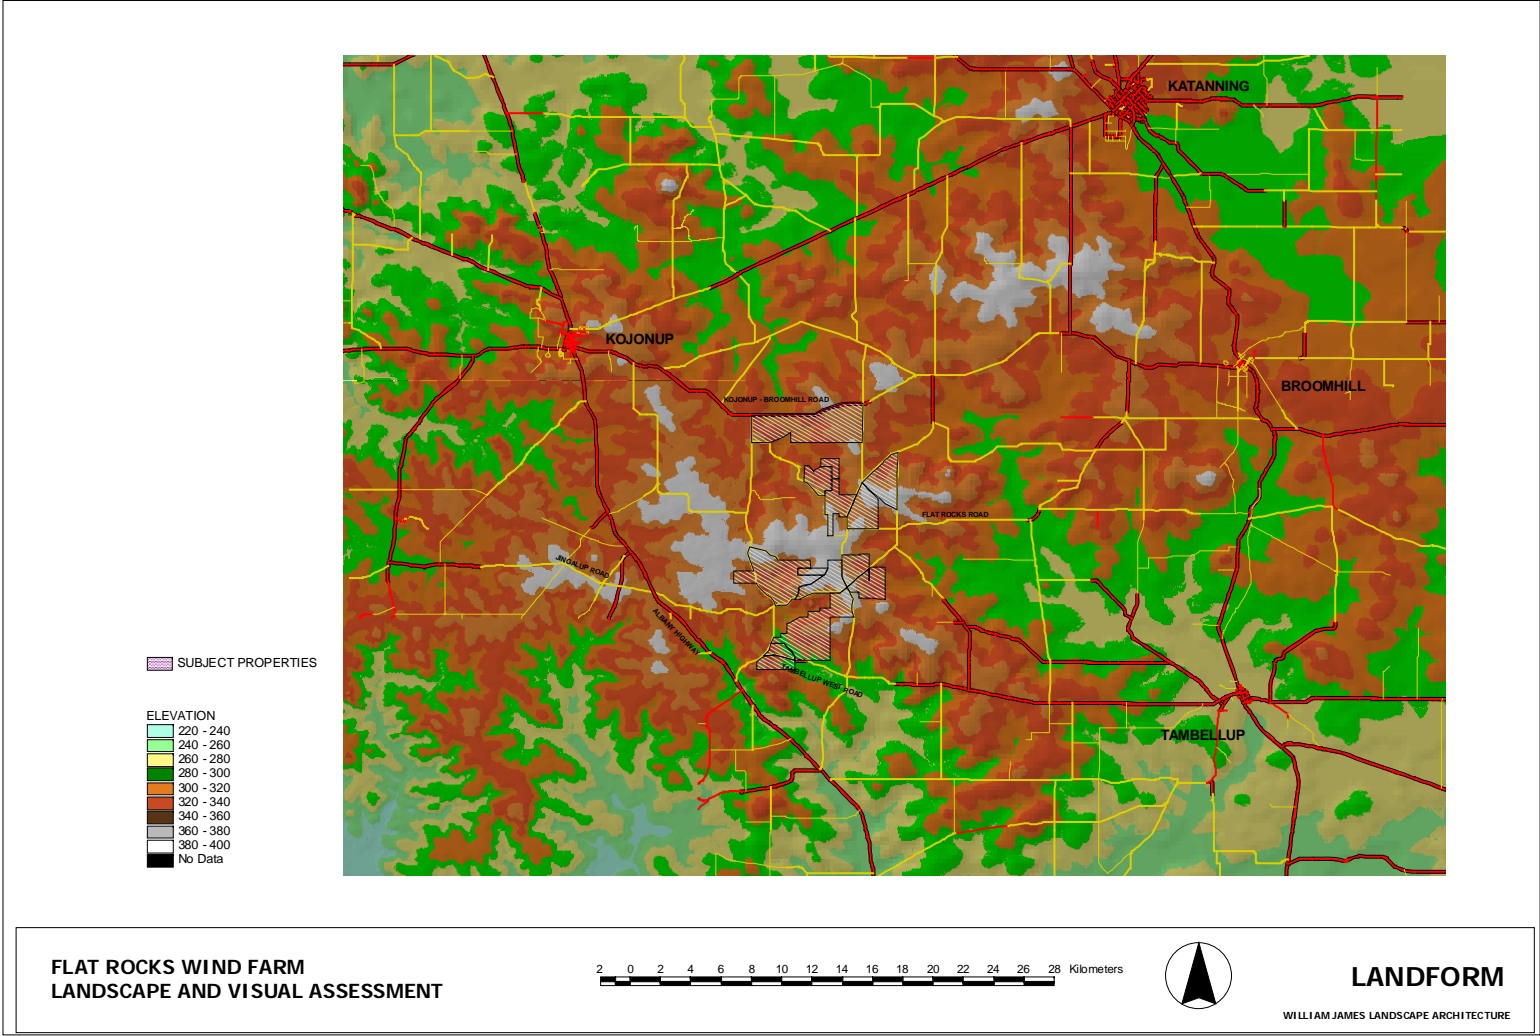 KATANNING
KOJONUP
BROOMHILL
KOJONUP - BROOMHILL ROAD
FLAT ROCKS ROAD
JINGALUP ROAD
ALBANY HIGHWAY
TAMBELLUP WEST ROAD
TAMBELLUP
SUBJECT PROPERTIES
ELEVATION
220 - 240
240 - 260
260 - 280
280 - 300
300 - 320
320 - 340
340 - 360
360 - 380
380 - 400
No Data
FLAT ROCKS WIND FARM
LANDSCAPE AND VISUAL ASSESSMENT
2 0 2 4 6 8 10 12 14 16 18 20 22 24 26 28 Kilometers
LANDFORM
WILLIAM JAMES LANDSCAPE ARCHITECTURE